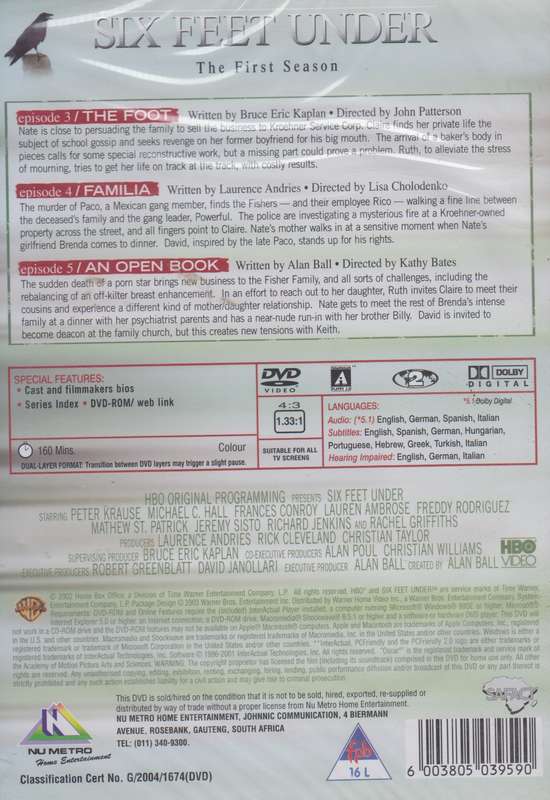 SIX FEET UNDER
The First Season
episode 3 / THE FOOT Written by Bruce Eric Kaplan • Directed by John Patterson
Nate is close to persuading the family to sell the business to Kroehner Service Corp. Claire finds her private life the
subject of school gossip and seeks revenge on her former boyfriend for his big mouth. The arrival of a baker's body in
pieces calls for some special reconstructive work, but a missing part could prove a problem. Ruth, to alleviate the stress
of mourning, tries to get her life on track at the track, with costly results.
episode 4 / FAMILIA Written by Laurence Andries • Directed by Lisa Cholodenko
The murder of Paco, a Mexican gang member, finds the Fishers — and their employee Rico — walking a fine line between
the deceased's family and the gang leader, Powerful. The police are investigating a mysterious fire at a Kroehner-owned
property across the street, and all fingers point to Claire. Nate's mother walks in at a sensitive moment when Nate's
girlfriend Brenda comes to dinner. David, inspired by the late Paco, stands up for his rights.
episode 5 / AN OPEN BOOK Written by Alan Ball • Directed by Kathy Bates
The sudden death of a porn star brings new business to the Fisher Family, and all sorts of challenges, including the
rebalancing of an off-kilter breast enhancement. In an effort to reach out to her daughter, Ruth invites Claire to meet their
cousins and experience a different kind of mother/daughter relationship. Nate gets to meet the rest of Brenda's intense
family at a dinner with her psychiatrist parents and has a near-nude run-in with her brother Billy. David is invited to
become deacon at the family church, but this creates new tensions with Keith.
SPECIAL FEATURES:
• Cast and filmmakers bios
• Series Index • DVD-ROM/ web link
160 Mins. Colour
DUAL-LAYER FORMAT: Transition between DVD layers may trigger a slight pause.
DVD
VIDEO
A
2
DOLBY
DIGITAL
*5.1 Dolby Digital
4:3
1.33:1
SUITABLE FOR ALL
TV SCREENS
LANGUAGES:
Audio: (*5.1) English, German, Spanish, Italian
Subtitles: English, Spanish, German, Hungarian,
Portuguese, Hebrew, Greek, Turkish, Italian
Hearing Impaired: English, German, Italian
HBO ORIGINAL PROGRAMMING PRESENTS SIX FEET UNDER
STARRING PETER KRAUSE MICHAEL C. HALL FRANCES CONROY LAUREN AMBROSE FREDDY RODRIGUEZ
MATHEW ST. PATRICK JEREMY SISTO RICHARD JENKINS AND RACHEL GRIFFITHS
PRODUCERS LAURENCE ANDRIES RICK CLEVELAND CHRISTIAN TAYLOR
SUPERVISING PRODUCER BRUCE ERIC KAPLAN CO-EXECUTIVE PRODUCERS ALAN POUL CHRISTIAN WILLIAMS
EXECUTIVE PRODUCERS ROBERT GREENBLATT DAVID JANOLLARI EXECUTIVE PRODUCER ALAN BALL CREATED BY ALAN BALL
HBO
VIDEO
WB
THIS DVD IS sold/hired on the condition that it is not to be sold, hired, exported, re-supplied or
distributed by way of trade without a proper license from Nu Metro Home Entertainment.
NU METRO HOME ENTERTAINMENT, JOHNNIC COMMUNICATION, 4 BIERMANN
AVENUE, ROSEBANK, GAUTENG, SOUTH AFRICA
TEL: (011) 340-9300.
NU METRO
Home Entertainment
Classification Cert No. G/2004/1674(DVD)
fpb
16 L
SAFACT
6 003805 039590